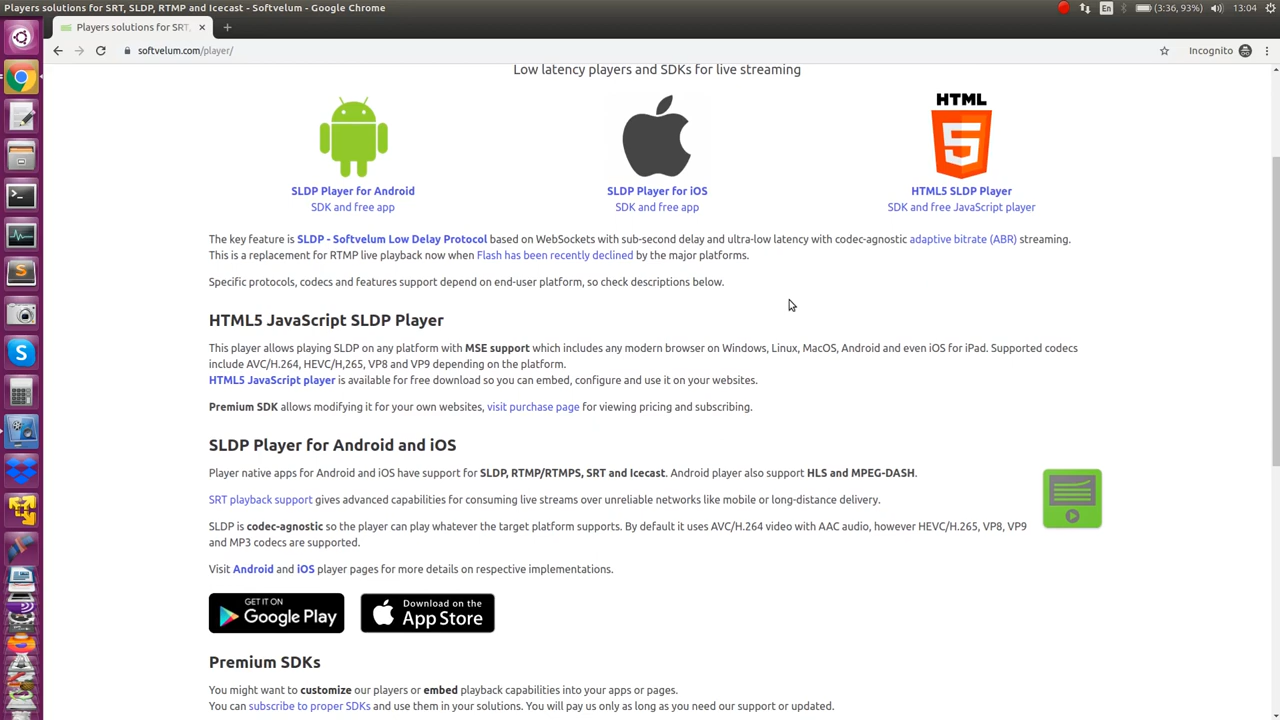 Players solutions for SRT, SLDP, RTMP and Icecast - Softvelum - Google Chrome
En
(3:36, 93%)
13:04
Players solutions for SRT,
softvelum.com/player/
Incognito
Low latency players and SDKs for live streaming
HTML
5
SLDP Player for Android
SLDP Player for iOS
HTML5 SLDP Player
SDK and free app
SDK and free app
SDK and free JavaScript player
The key feature is SLDP - Softvelum Low Delay Protocol based on WebSockets with sub-second delay and ultra-low latency with codec-agnostic adaptive bitrate (ABR) streaming.
This is a replacement for RTMP live playback now when Flash has been recently declined by the major platforms.
Specific protocols, codecs and features support depend on end-user platform, so check descriptions below.
HTML5 JavaScript SLDP Player
This player allows playing SLDP on any platform with MSE support which includes any modern browser on Windows, Linux, MacOS, Android and even iOS for iPad. Supported codecs
include AVC/H.264, HEVC/H,265, VP8 and VP9 depending on the platform.
HTML5 JavaScript player is available for free download so you can embed, configure and use it on your websites.
Premium SDK allows modifying it for your own websites, visit purchase page for viewing pricing and subscribing.
SLDP Player for Android and iOS
Player native apps for Android and iOS have support for SLDP, RTMP/RTMPS, SRT and Icecast. Android player also support HLS and MPEG-DASH.
SRT playback support gives advanced capabilities for consuming live streams over unreliable networks like mobile or long-distance delivery.
SLDP is codec-agnostic so the player can play whatever the target platform supports. By default it uses AVC/H.264 video with AAC audio, however HEVC/H.265, VP8, VP9
and MP3 codecs are supported.
Visit Android and iOS player pages for more details on respective implementations.
GET IT ON
Google Play
Download on the
App Store
Premium SDKs
You might want to customize our players or embed playback capabilities into your apps or pages.
You can subscribe to proper SDKs and use them in your solutions. You will pay us only as long as you need our support or updated.